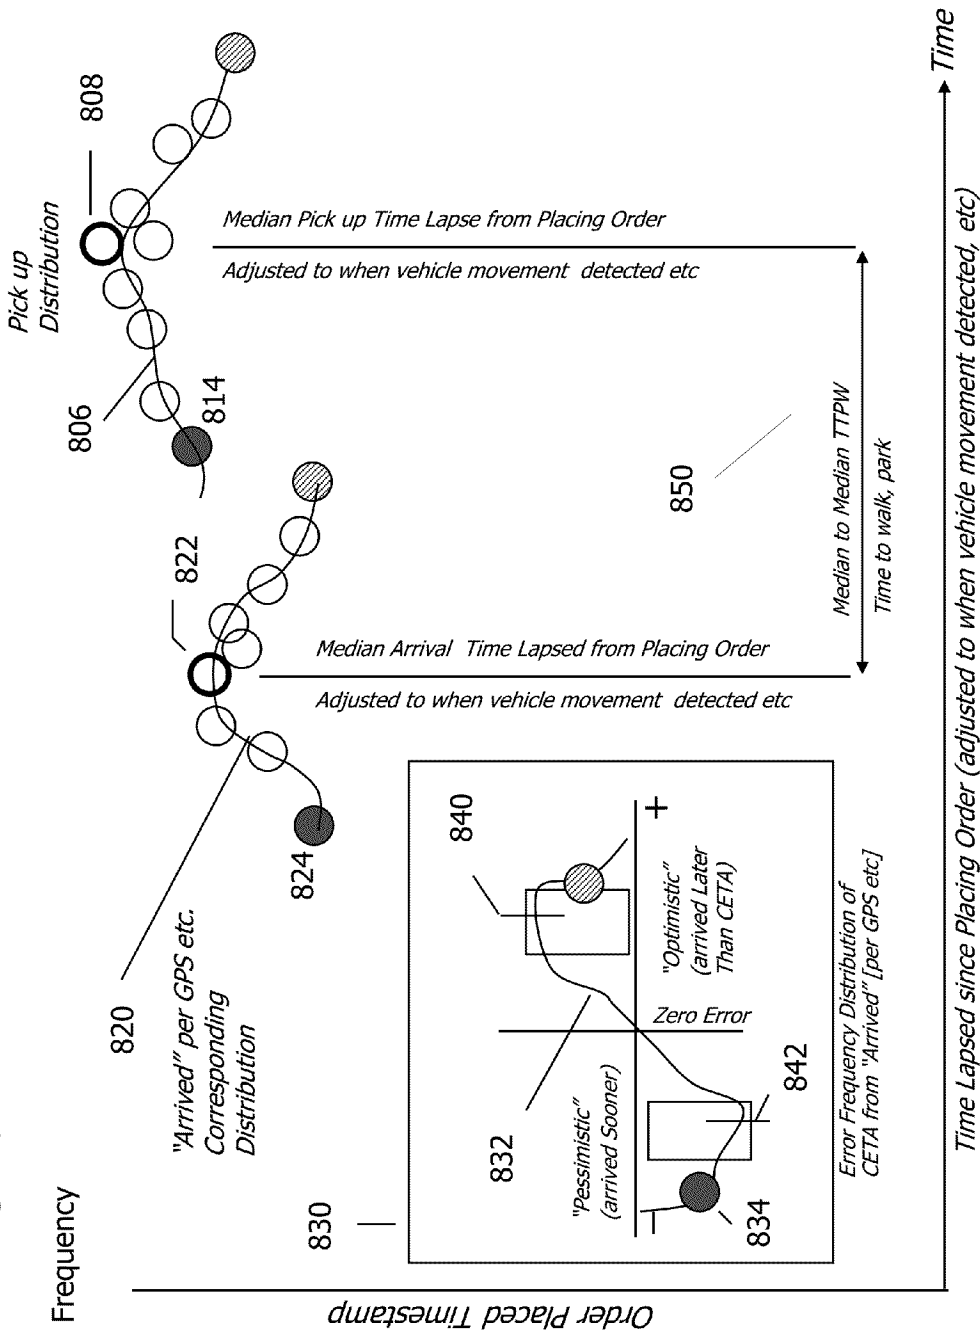 Frequency
Pick up
Distribution
808
806
814
822
820
824
"Arrived" per GPS etc.
Corresponding
Distribution
Median Pick up Time Lapse from Placing Order
Adjusted to when vehicle movement detected etc
Median Arrival Time Lapsed from Placing Order
Adjusted to when vehicle movement detected etc
850
Median to Median TTPW
Time to walk, park
830
832
834
840
842
"Pessimistic"
(arrived Sooner)
"Optimistic"
(arrived Later
Than CETA)
Zero Error
–
+
Error Frequency Distribution of
CETA from "Arrived" [per GPS etc]
Order Placed Timestamp
Time
Time Lapsed since Placing Order (adjusted to when vehicle movement detected, etc)